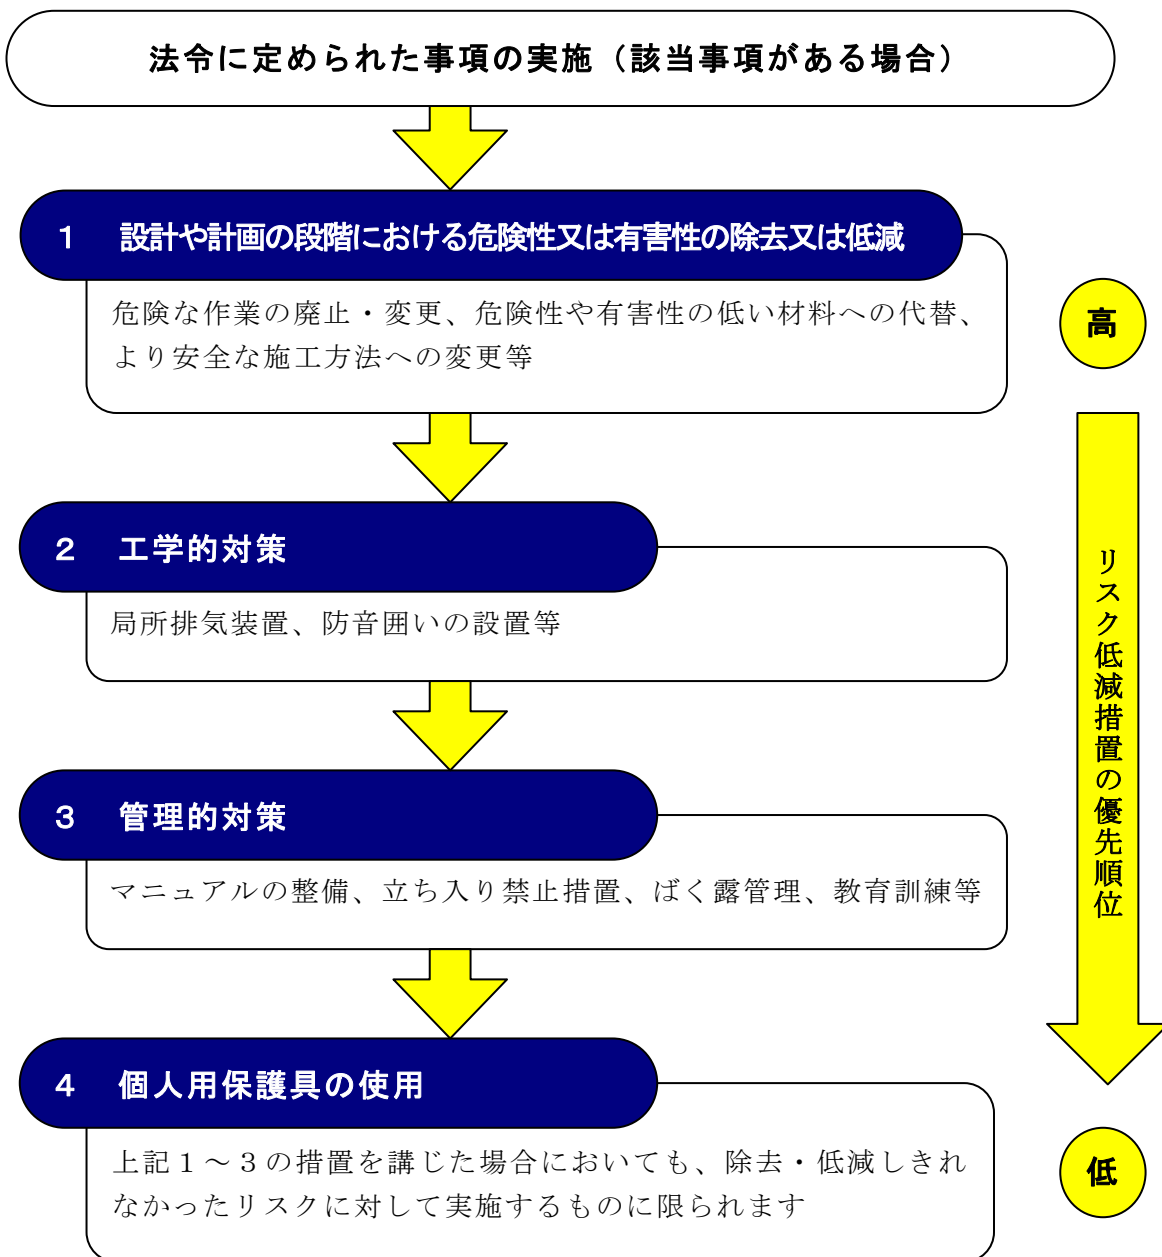 法令に定められた事項の実施（該当事項がある場合）
１　設計や計画の段階における危険性又は有害性の除去又は低減
危険な作業の廃止・変更、危険性や有害性の低い材料への代替、
より安全な施工方法への変更等
高
２　工学的対策
局所排気装置、防音囲いの設置等
リスク低減措置の優先順位
３　管理的対策
マニュアルの整備、立ち入り禁止措置、ばく露管理、教育訓練等
４　個人用保護具の使用
上記１～３の措置を講じた場合においても、除去・低減しきれ
なかったリスクに対して実施するものに限られます
低